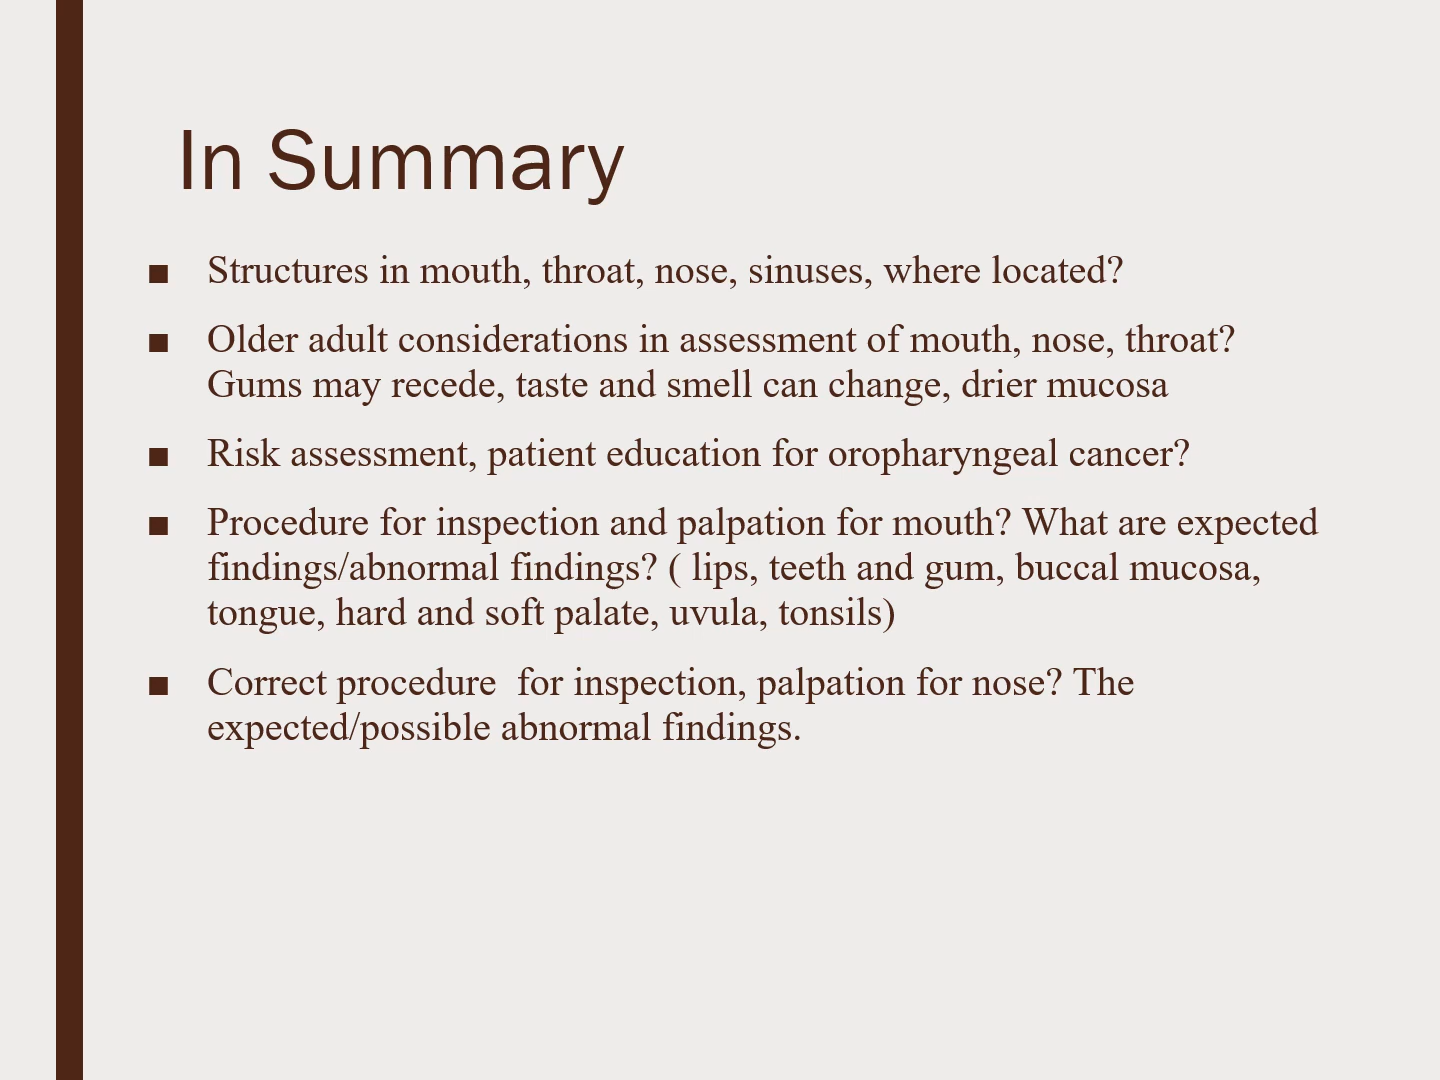 In Summary
■ Structures in mouth, throat, nose, sinuses, where located?
■ Older adult considerations in assessment of mouth, nose, throat?
Gums may recede, taste and smell can change, drier mucosa
■ Risk assessment, patient education for oropharyngeal cancer?
■ Procedure for inspection and palpation for mouth? What are expected
findings/abnormal findings? ( lips, teeth and gum, buccal mucosa,
tongue, hard and soft palate, uvula, tonsils)
■ Correct procedure  for inspection, palpation for nose? The
expected/possible abnormal findings.